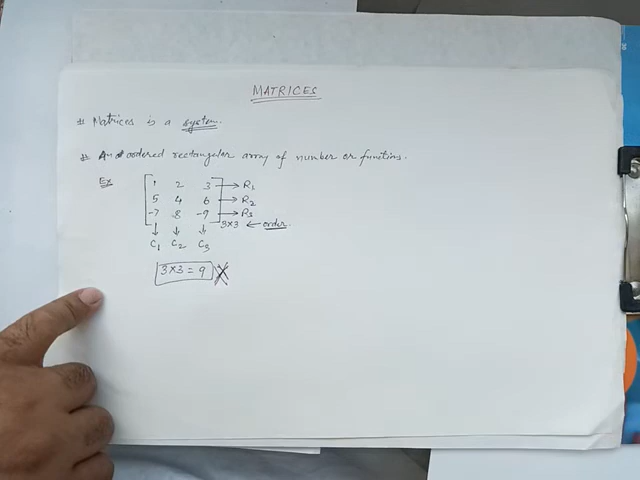 MATRICES
# Matrices is a system.
# An ordered rectangular array of number or functions.
Ex
1 2 3 → R1
5 4 6 → R2
-7 8 -9 → R3
3×3 ← order
↓ ↓ ↓
C1 C2 C3
3×3 = 9 X